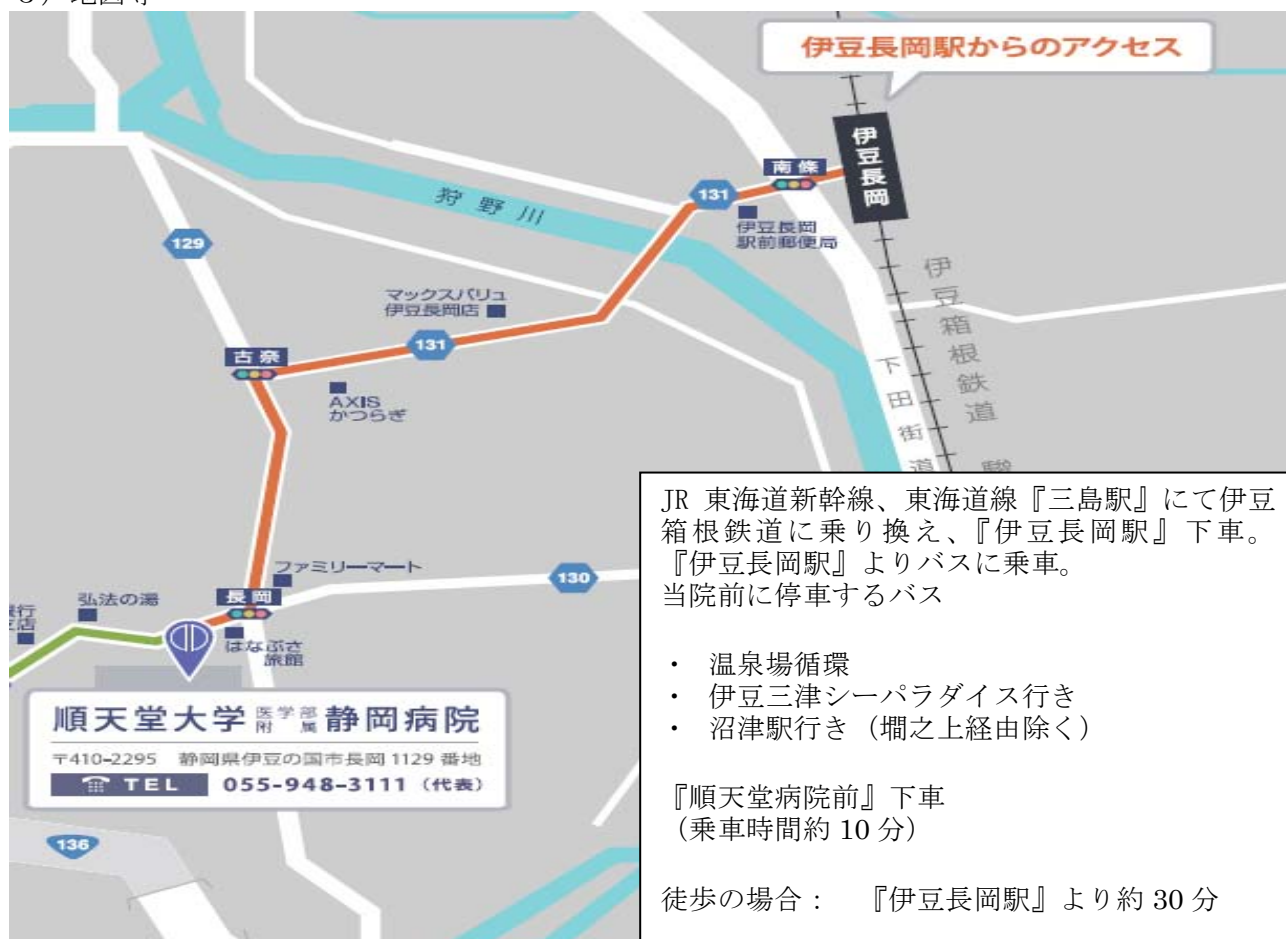 伊豆長岡駅からのアクセス
伊豆長岡
南條
131
伊豆長岡
駅前郵便局
狩野川
129
マックスバリュ
伊豆長岡店
131
古奈
AXIS
かつらぎ
伊豆箱根鉄道
下田街道
ファミリーマート
130
弘法の湯
長岡
はなぶさ
旅館
順天堂大学医学部附属静岡病院
〒410-2295 静岡県伊豆の国市長岡1129番地
TEL 055-948-3111(代表)
136
JR 東海道新幹線、東海道線『三島駅』にて伊豆
箱根鉄道に乗り換え、『伊豆長岡駅』下車。
『伊豆長岡駅』よりバスに乗車。
当院前に停車するバス
・ 温泉場循環
・ 伊豆三津シーパラダイス行き
・ 沼津駅行き（墹之上経由除く）
『順天堂病院前』下車
（乗車時間約 10 分）
徒歩の場合： 『伊豆長岡駅』より約 30 分